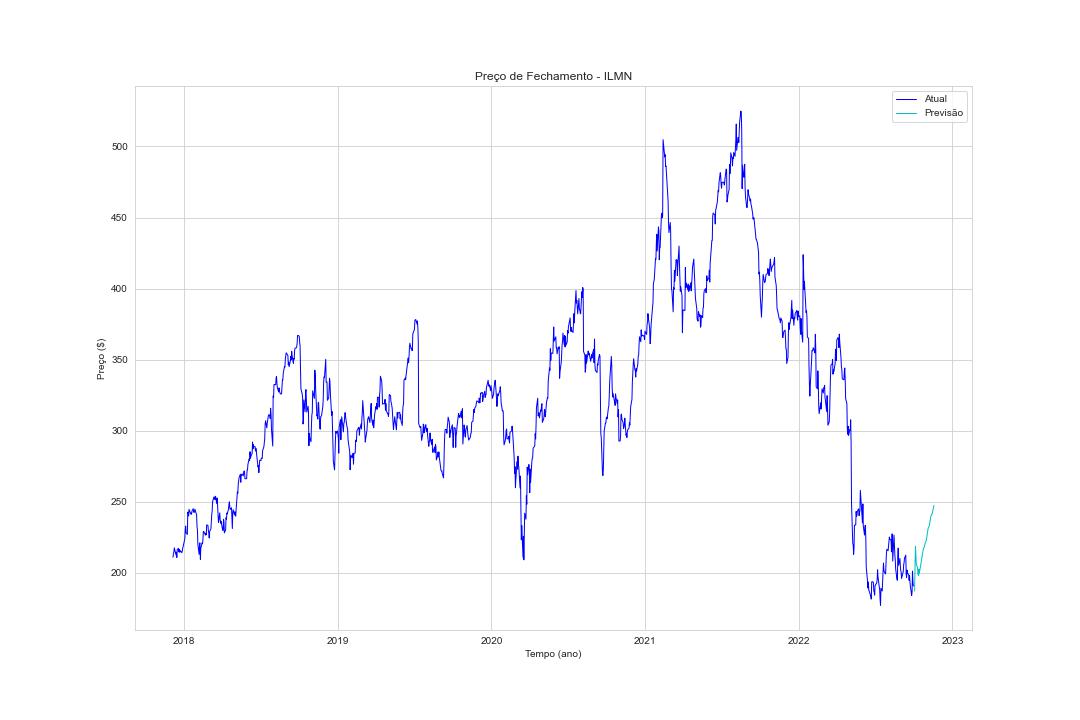 Preço de Fechamento - ILMN
Atual
Previsão
500
450
400
350
300
250
200
Preço ($)
2018 2019 2020 2021 2022 2023
Tempo (ano)